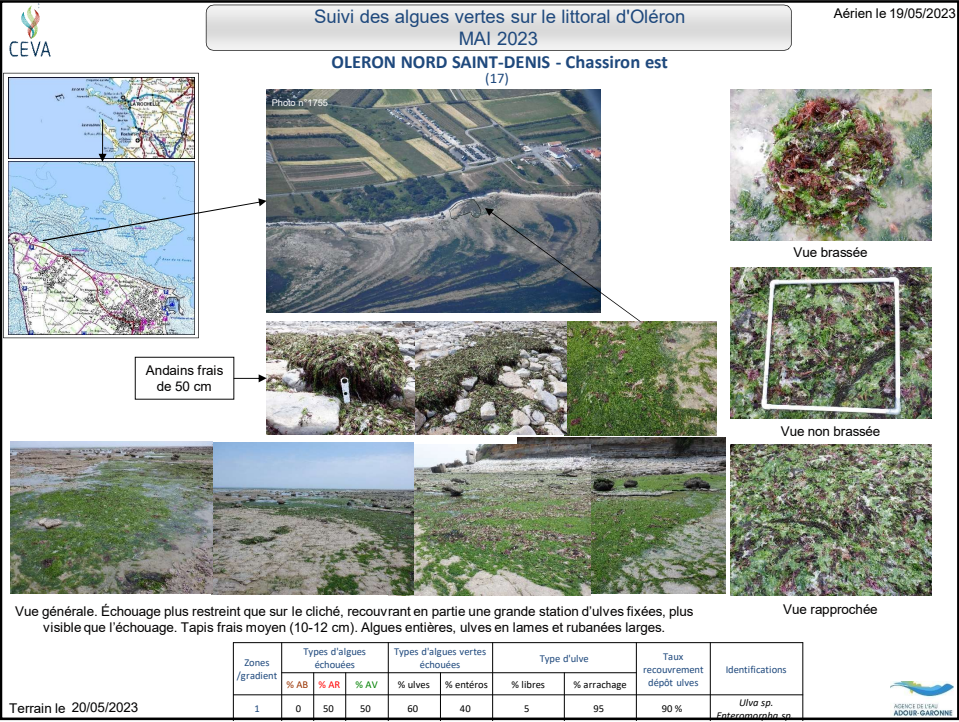 CEVA
Suivi des algues vertes sur le littoral d'Oléron
MAI 2023
Aérien le 19/05/2023
OLERON NORD SAINT-DENIS - Chassiron est
(17)
Photo n°1755
LA ROCHELLE
Vue brassée
Andains frais
de 50 cm
Vue non brassée
Vue rapprochée
Vue générale. Échouage plus restreint que sur le cliché, recouvrant en partie une grande station d’ulves fixées, plus
visible que l’échouage. Tapis frais moyen (10-12 cm). Algues entières, ulves en lames et rubanées larges.
Zones
/gradient
Types d'algues
échouées
Types d'algues vertes
échouées
Type d'ulve
Taux
recouvrement
dépôt ulves
Identifications
% AB % AR % AV % ulves % entéros % libres % arrachage
1 0 50 50 60 40 5 95 90 % Ulva sp.
Enteromorpha sp.
Terrain le 20/05/2023
AGENCE DE L'EAU
ADOUR-GARONNE